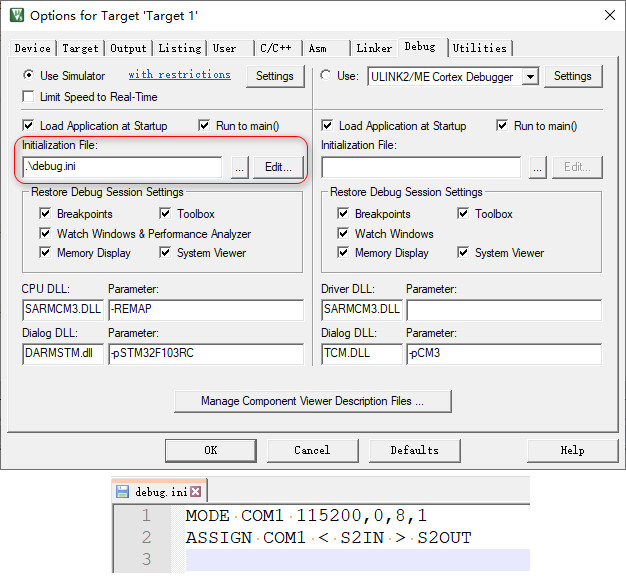 Options for Target 'Target 1'
Device Target Output Listing User C/C++ Asm Linker Debug Utilities
Use Simulator with restrictions Settings
Limit Speed to Real-Time
Use: ULINK2/ME Cortex Debugger Settings
Load Application at Startup Run to main()
Initialization File:
.\debug.ini ... Edit...
Load Application at Startup Run to main()
Initialization File:
... Edit...
Restore Debug Session Settings
Breakpoints Toolbox
Watch Windows & Performance Analyzer
Memory Display System Viewer
Restore Debug Session Settings
Breakpoints Toolbox
Watch Windows
Memory Display System Viewer
CPU DLL: Parameter:
SARMCM3.DLL -REMAP
Dialog DLL: Parameter:
DARMSTM.dll -pSTM32F103RC
Driver DLL: Parameter:
SARMCM3.DLL
Dialog DLL: Parameter:
TCM.DLL -pCM3
Manage Component Viewer Description Files ...
OK Cancel Defaults Help
debug.ini
1 MODE COM1 115200,0,8,1
2 ASSIGN COM1 < S2IN > S2OUT
3